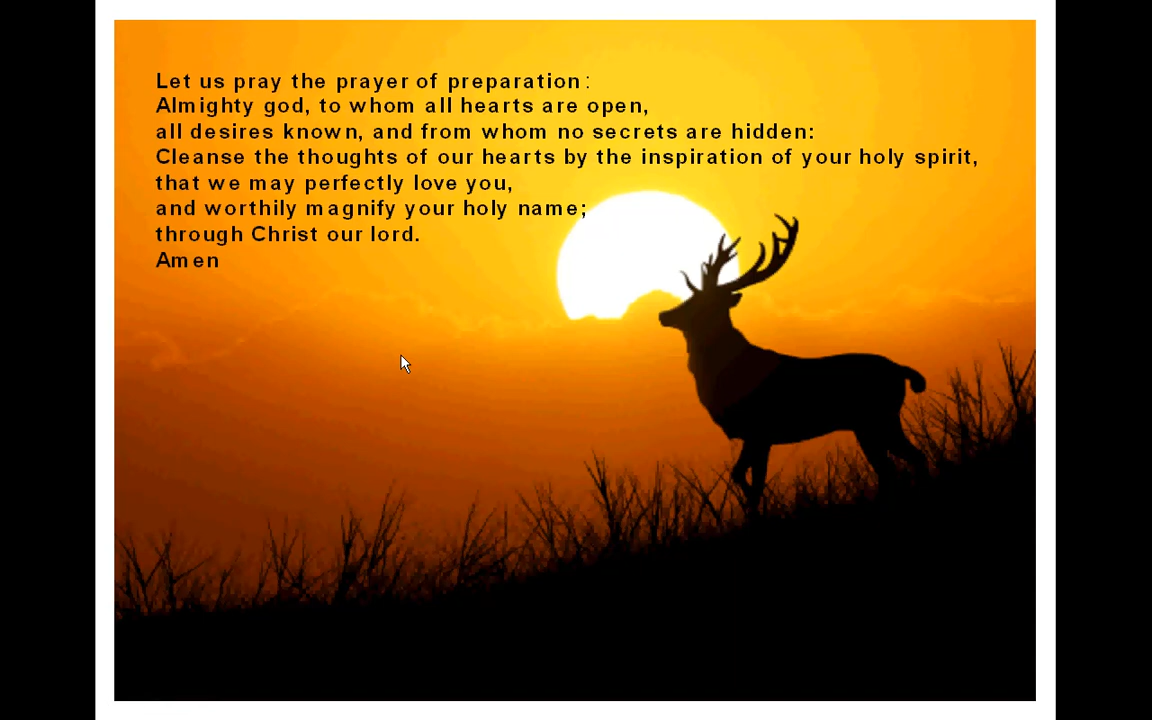 Let us pray the prayer of preparation:
Almighty god, to whom all hearts are open,
all desires known, and from whom no secrets are hidden:
Cleanse the thoughts of our hearts by the inspiration of your holy spirit,
that we may perfectly love you,
and worthily magnify your holy name;
through Christ our lord.
Amen